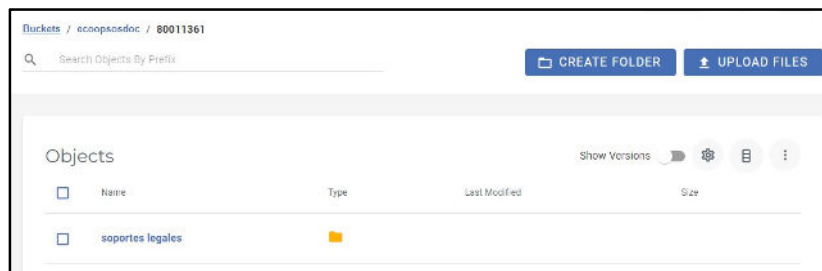 Buckets / ecoopsosdoc / 80011361
Search Objects By Prefix
CREATE FOLDER
UPLOAD FILES
Objects
Show Versions
Name Type Last Modified Size
soportes legales